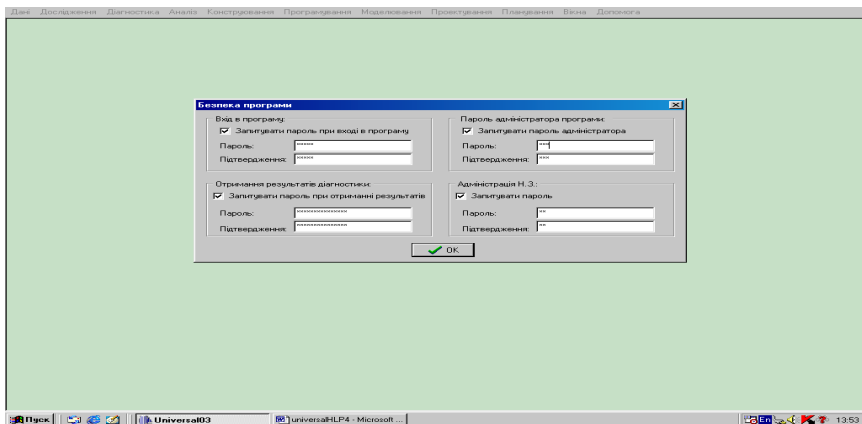 Дані Дослідження Діагностика Аналіз Конструювання Програмування Моделювання Проектування Планування Вікна Допомога
Безпека програми
Вхід в програму:
Запитувати пароль при вході в програму
Пароль: *****
Підтвердження: *****
Пароль адміністратора програми:
Запитувати пароль адміністратора
Пароль: ***
Підтвердження: ***
Отримання результатів діагностики:
Запитувати пароль при отриманні результатів
Пароль: **************
Підтвердження: **************
Адміністрація Н.З.:
Запитувати пароль
Пароль: **
Підтвердження: **
OK
Пуск Universal03 universalHLP4 - Microsoft ... En 13:53